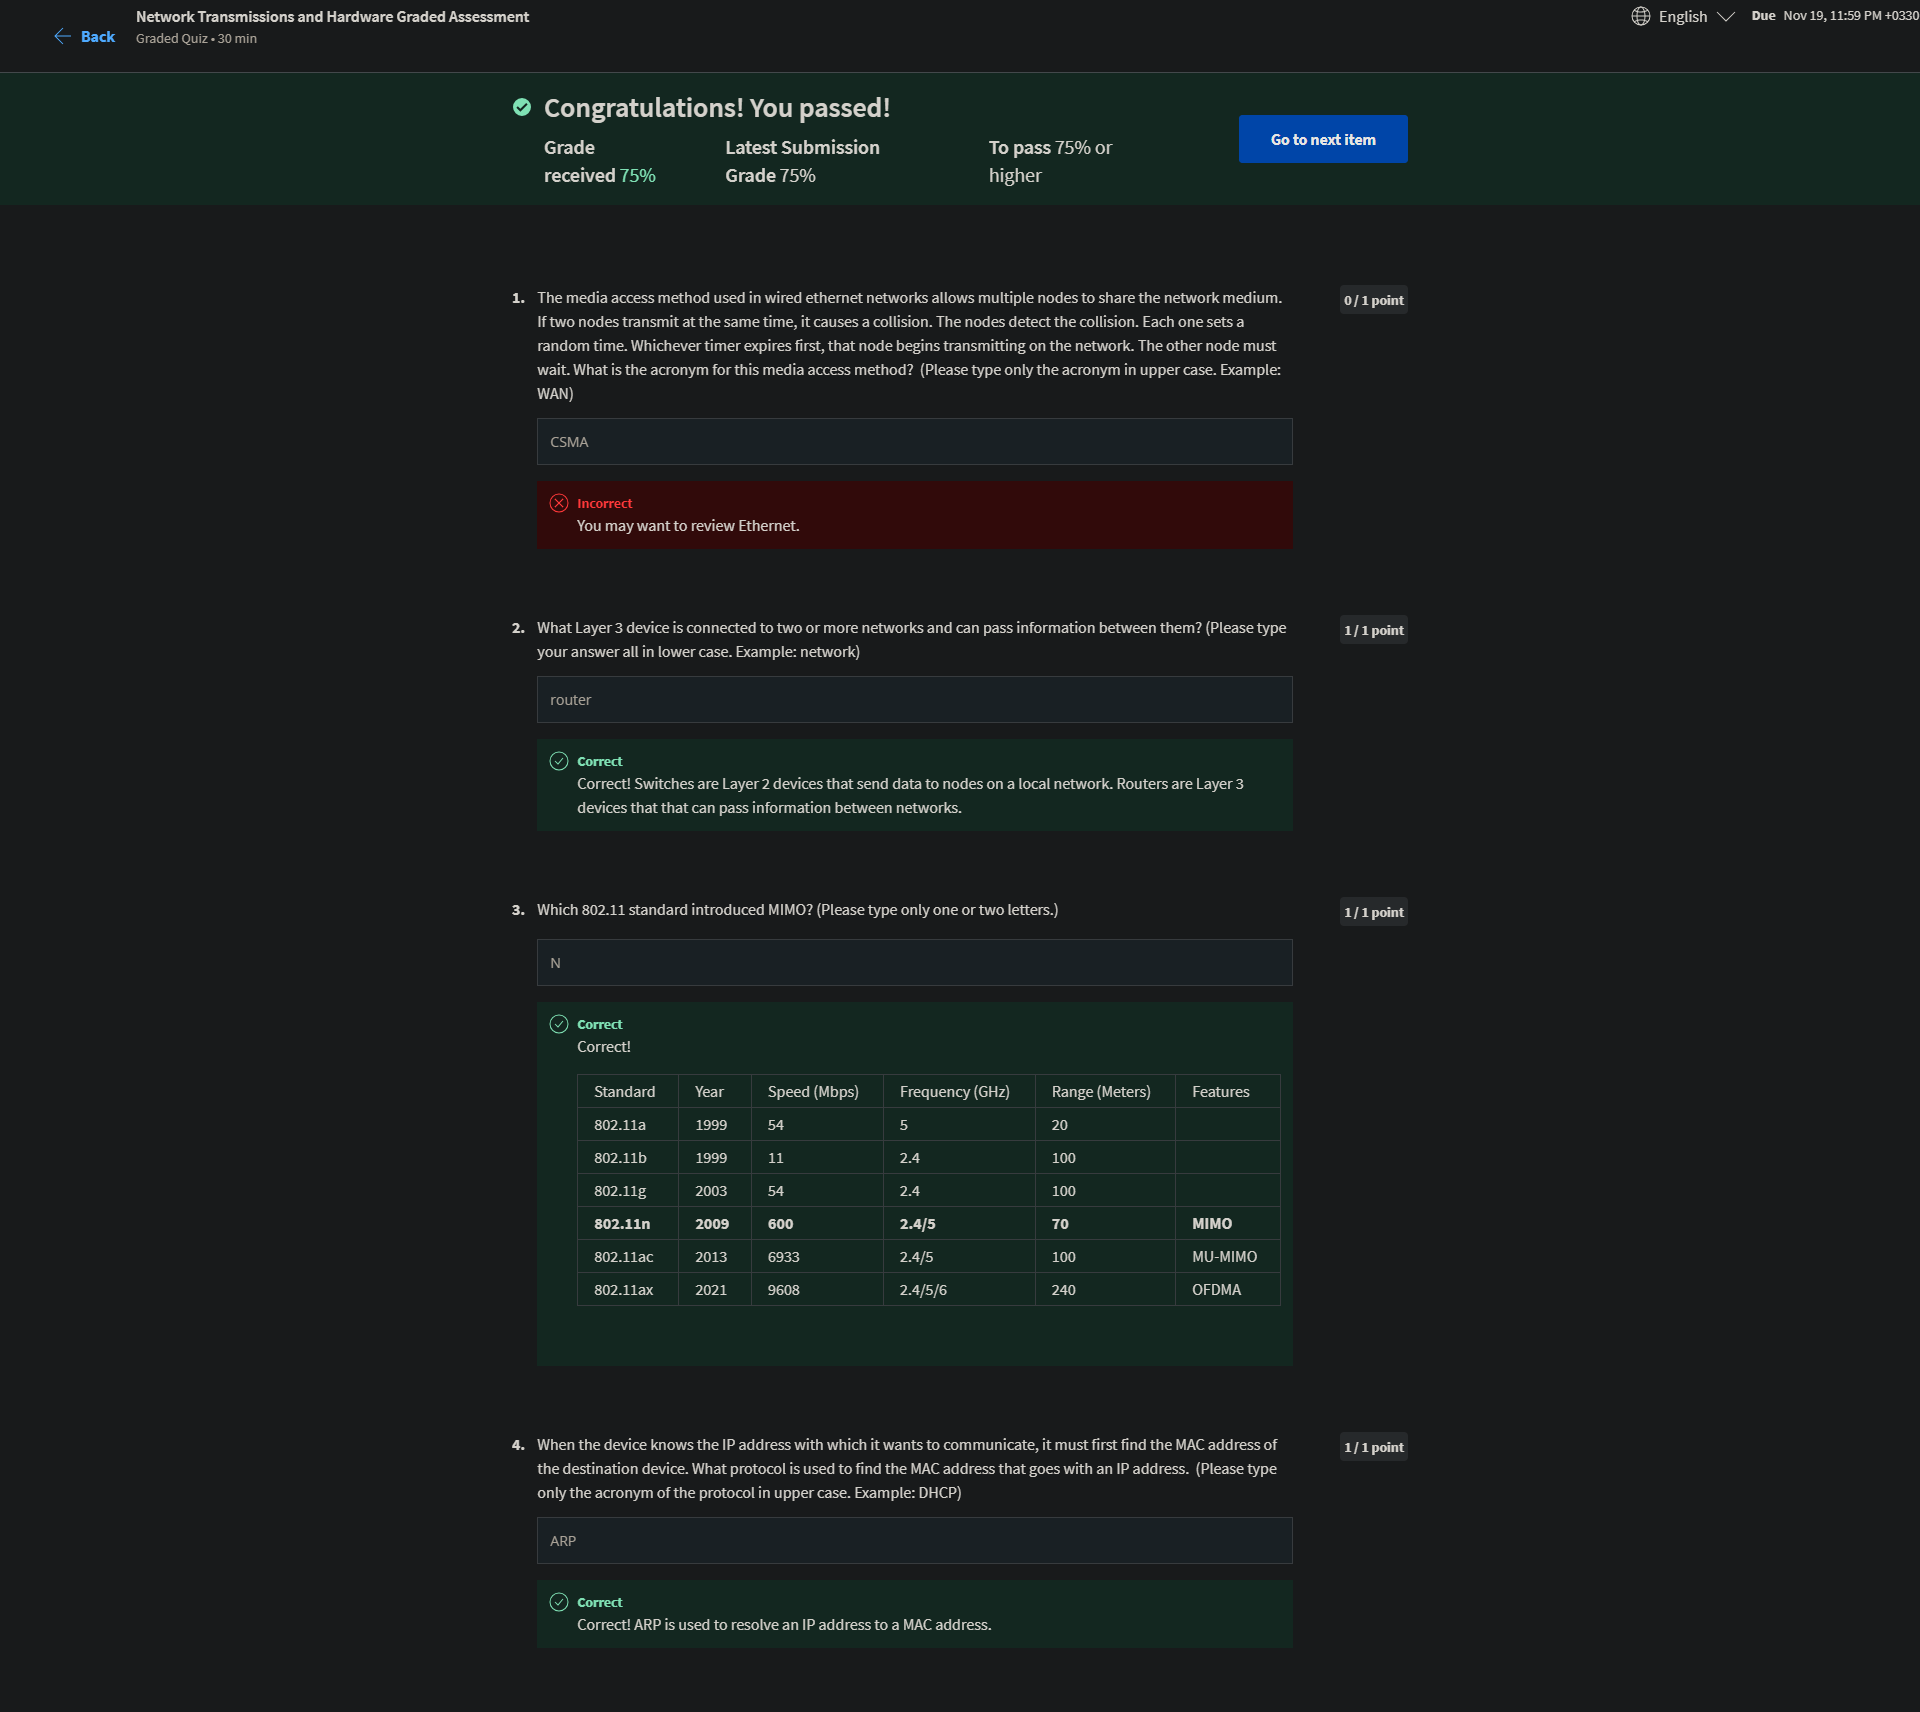 Back
Network Transmissions and Hardware Graded Assessment
Graded Quiz • 30 min
English
Due Nov 19, 11:59 PM +0330
Congratulations! You passed!
Grade received 75%
Latest Submission Grade 75%
To pass 75% or higher
Go to next item
1. The media access method used in wired ethernet networks allows multiple nodes to share the network medium.
If two nodes transmit at the same time, it causes a collision. The nodes detect the collision. Each one sets a
random time. Whichever timer expires first, that node begins transmitting on the network. The other node must
wait. What is the acronym for this media access method? (Please type only the acronym in upper case. Example:
WAN)
0 / 1 point
CSMA
Incorrect
You may want to review Ethernet.
2. What Layer 3 device is connected to two or more networks and can pass information between them? (Please type
your answer all in lower case. Example: network)
1 / 1 point
router
Correct
Correct! Switches are Layer 2 devices that send data to nodes on a local network. Routers are Layer 3
devices that that can pass information between networks.
3. Which 802.11 standard introduced MIMO? (Please type only one or two letters.)
1 / 1 point
N
Correct
Correct!
Standard Year Speed (Mbps) Frequency (GHz) Range (Meters) Features
802.11a 1999 54 5 20
802.11b 1999 11 2.4 100
802.11g 2003 54 2.4 100
802.11n 2009 600 2.4/5 70 MIMO
802.11ac 2013 6933 2.4/5 100 MU-MIMO
802.11ax 2021 9608 2.4/5/6 240 OFDMA
4. When the device knows the IP address with which it wants to communicate, it must first find the MAC address of
the destination device. What protocol is used to find the MAC address that goes with an IP address. (Please type
only the acronym of the protocol in upper case. Example: DHCP)
1 / 1 point
ARP
Correct
Correct! ARP is used to resolve an IP address to a MAC address.